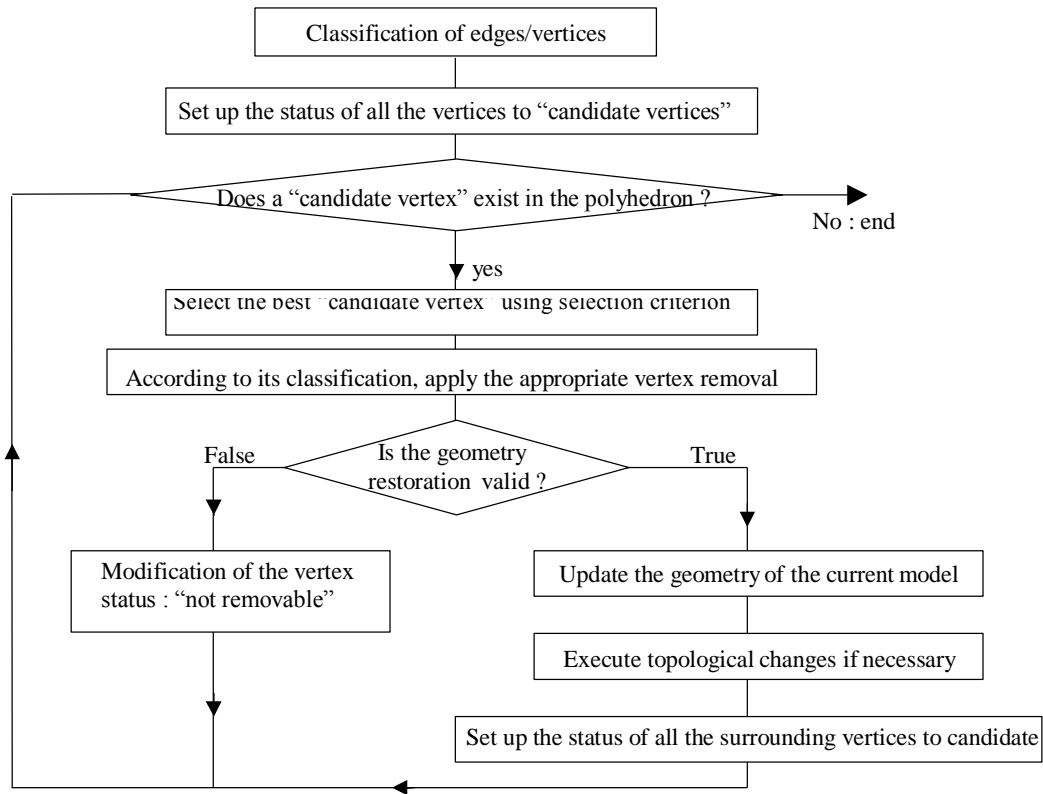 Classification of edges/vertices
Set up the status of all the vertices to “candidate vertices”
Does a “candidate vertex” exist in the polyhedron ?
No : end
yes
Select the best “candidate vertex” using selection criterion
According to its classification, apply the appropriate vertex removal
False
Is the geometry
restoration valid ?
True
Modification of the vertex
status : “not removable”
Update the geometry of the current model
Execute topological changes if necessary
Set up the status of all the surrounding vertices to candidate